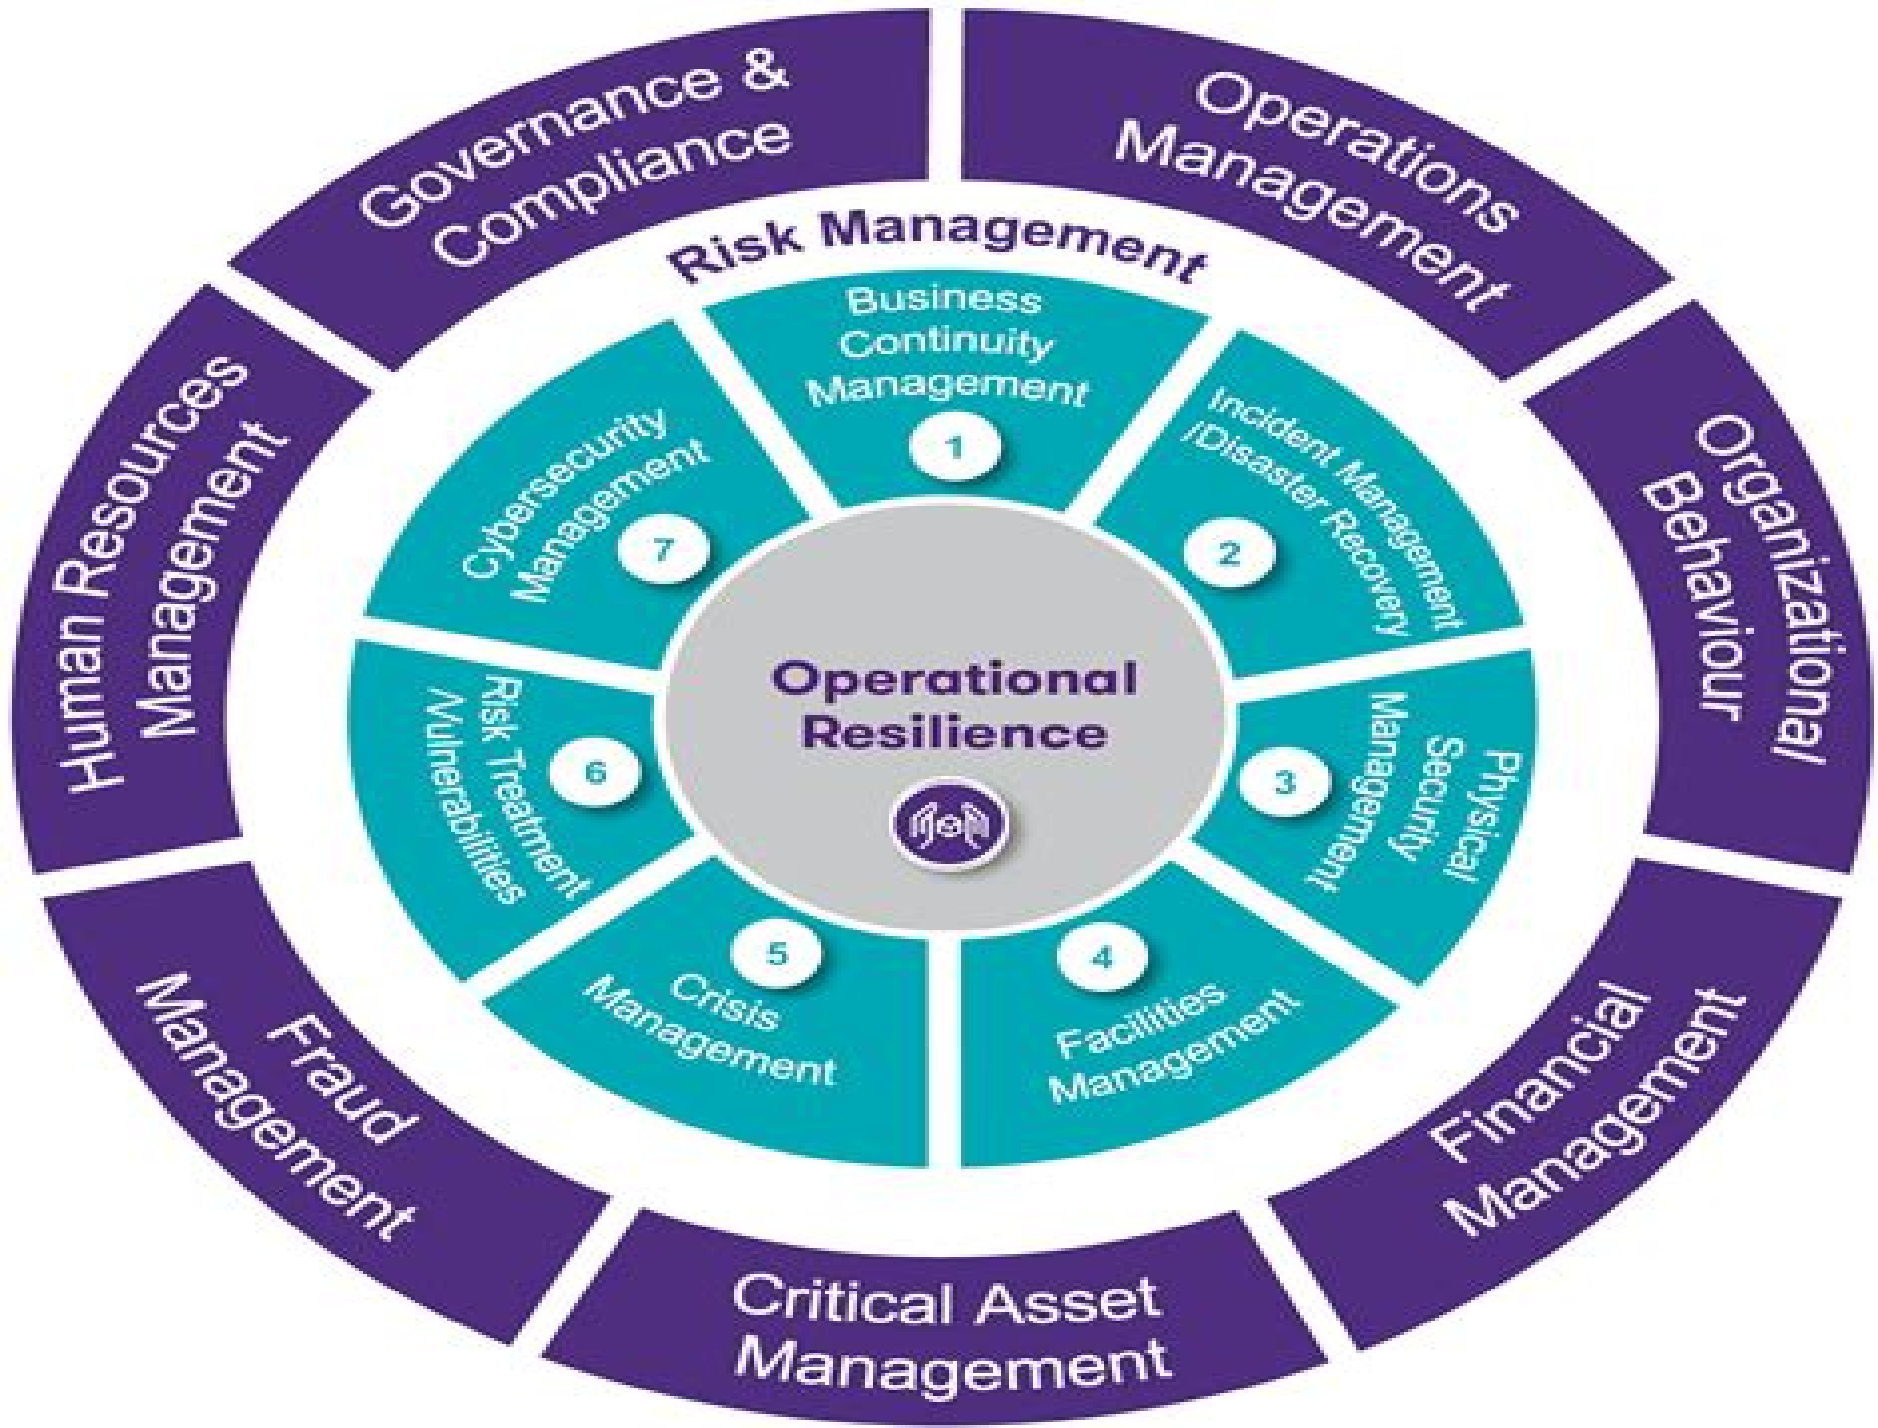 Governance &
Compliance
Operations
Management
Organizational
Behaviour
Financial
Management
Critical Asset
Management
Fraud
Management
Human Resources
Management
Risk Management
Business
Continuity
Management
1
Incident Management
/Disaster Recovery
2
Physical
Security
Management
3
4
Facilities
Management
5
Crisis
Management
Risk Treatment
/Vulnerabilities
6
Cybersecurity
Management
7
Operational
Resilience